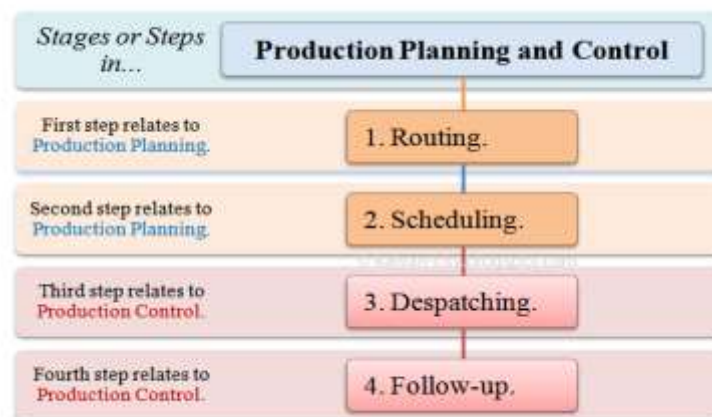 Stages or Steps
in...
Production Planning and Control
First step relates to
Production Planning.
1. Routing.
Second step relates to
Production Planning.
2. Scheduling.
Third step relates to
Production Control.
3. Despatching.
Fourth step relates to
Production Control.
4. Follow-up.